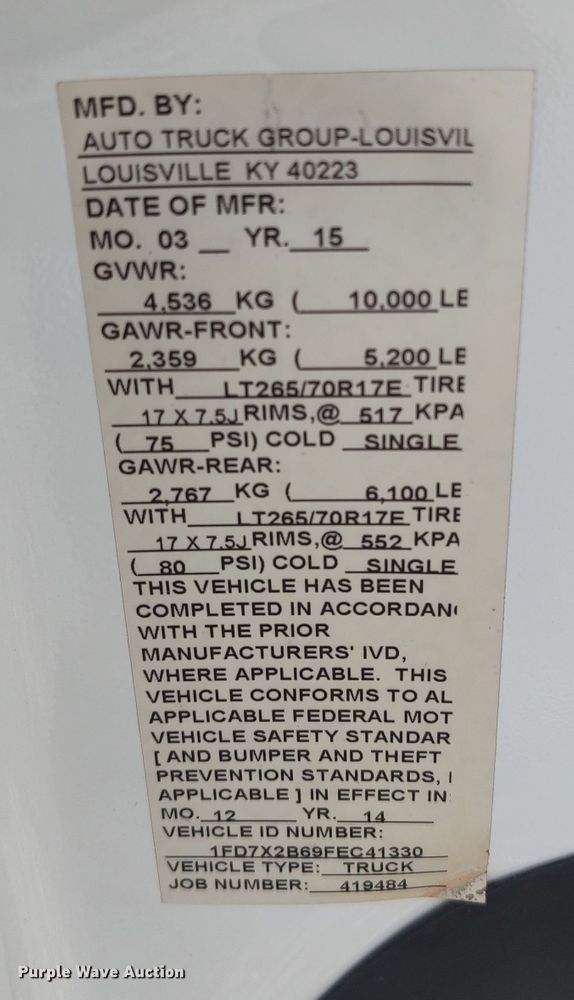 MFD. BY:
AUTO TRUCK GROUP-LOUISVIL
LOUISVILLE KY 40223
DATE OF MFR:
MO. 03 __ YR. 15
GVWR:
4,536 KG ( 10,000 LE
GAWR-FRONT:
2,359 KG ( 5,200 LE
WITH LT265/70R17E TIRE
17 X 7.5J RIMS,@ 517 KPA
( 75 PSI) COLD SINGLE
GAWR-REAR:
2,767 KG ( 6,100 LE
WITH LT265/70R17E TIRE
17 X 7.5J RIMS,@ 552 KPA
( 80 PSI) COLD SINGLE
THIS VEHICLE HAS BEEN
COMPLETED IN ACCORDAN
WITH THE PRIOR
MANUFACTURERS' IVD,
WHERE APPLICABLE. THIS
VEHICLE CONFORMS TO AL
APPLICABLE FEDERAL MOT
VEHICLE SAFETY STANDAR
[ AND BUMPER AND THEFT
PREVENTION STANDARDS, I
APPLICABLE ] IN EFFECT IN
MO. 12 YR. 14
VEHICLE ID NUMBER:
1FD7X2B69FEC41330
VEHICLE TYPE: TRUCK
JOB NUMBER: 419484
Purple Wave Auction